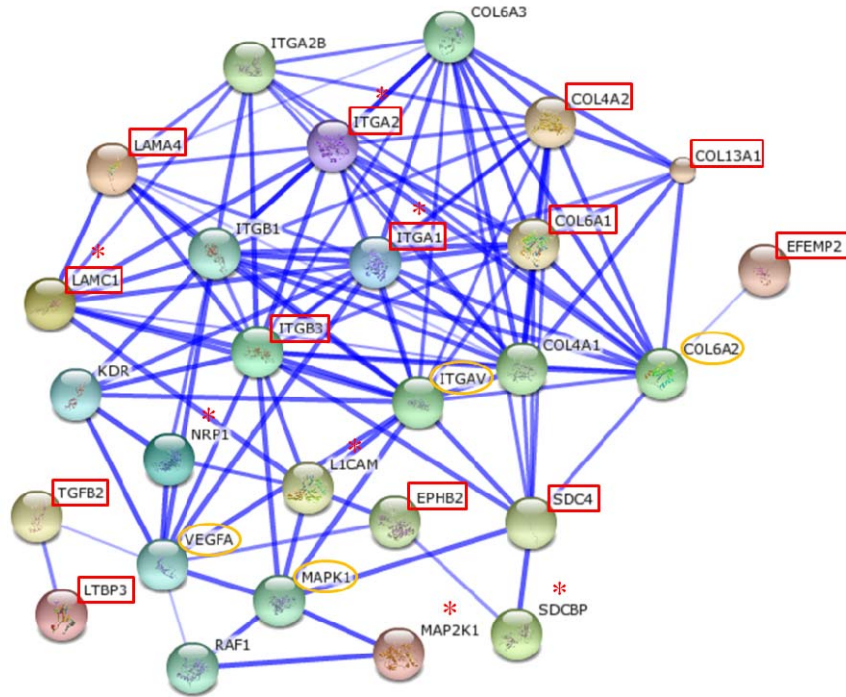 COL6A3
ITGA2B
*
COL4A2
ITGA2
LAMA4
COL13A1
*
COL6A1
ITGB1
ITGA1
*
EFEMP2
LAMC1
ITGB3
COL4A1
COL6A2
KDR
ITGAV
*
NRP1
*
L1CAM
TGFB2
EPHB2
SDC4
VEGFA
MAPK1
LTBP3
*
*
SDCBP
MAP2K1
RAF1